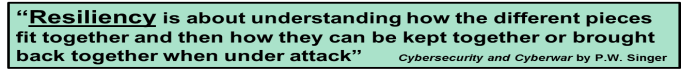 “Resiliency is about understanding how the different pieces
fit together and then how they can be kept together or brought
back together when under attack” Cybersecurity and Cyberwar by P.W. Singer